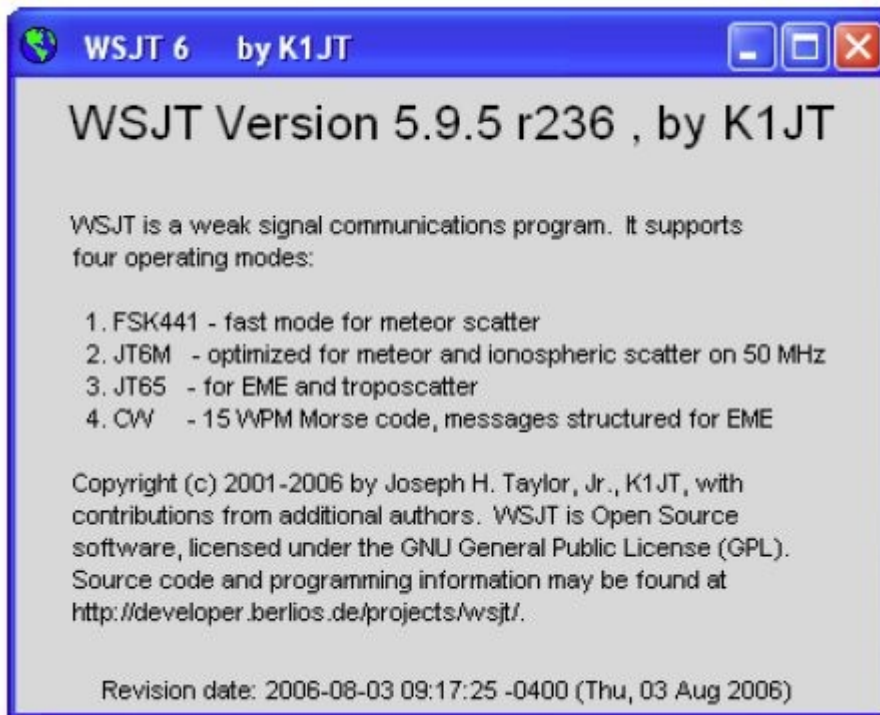 WSJT 6 by K1JT
WSJT Version 5.9.5 r236 , by K1JT
WSJT is a weak signal communications program. It supports
four operating modes:
1. FSK441 - fast mode for meteor scatter
2. JT6M - optimized for meteor and ionospheric scatter on 50 MHz
3. JT65 - for EME and troposcatter
4. CW - 15 WPM Morse code, messages structured for EME
Copyright (c) 2001-2006 by Joseph H. Taylor, Jr., K1JT, with
contributions from additional authors. WSJT is Open Source
software, licensed under the GNU General Public License (GPL).
Source code and programming information may be found at
http://developer.berlios.de/projects/wsjt/.
Revision date: 2006-08-03 09:17:25 -0400 (Thu, 03 Aug 2006)